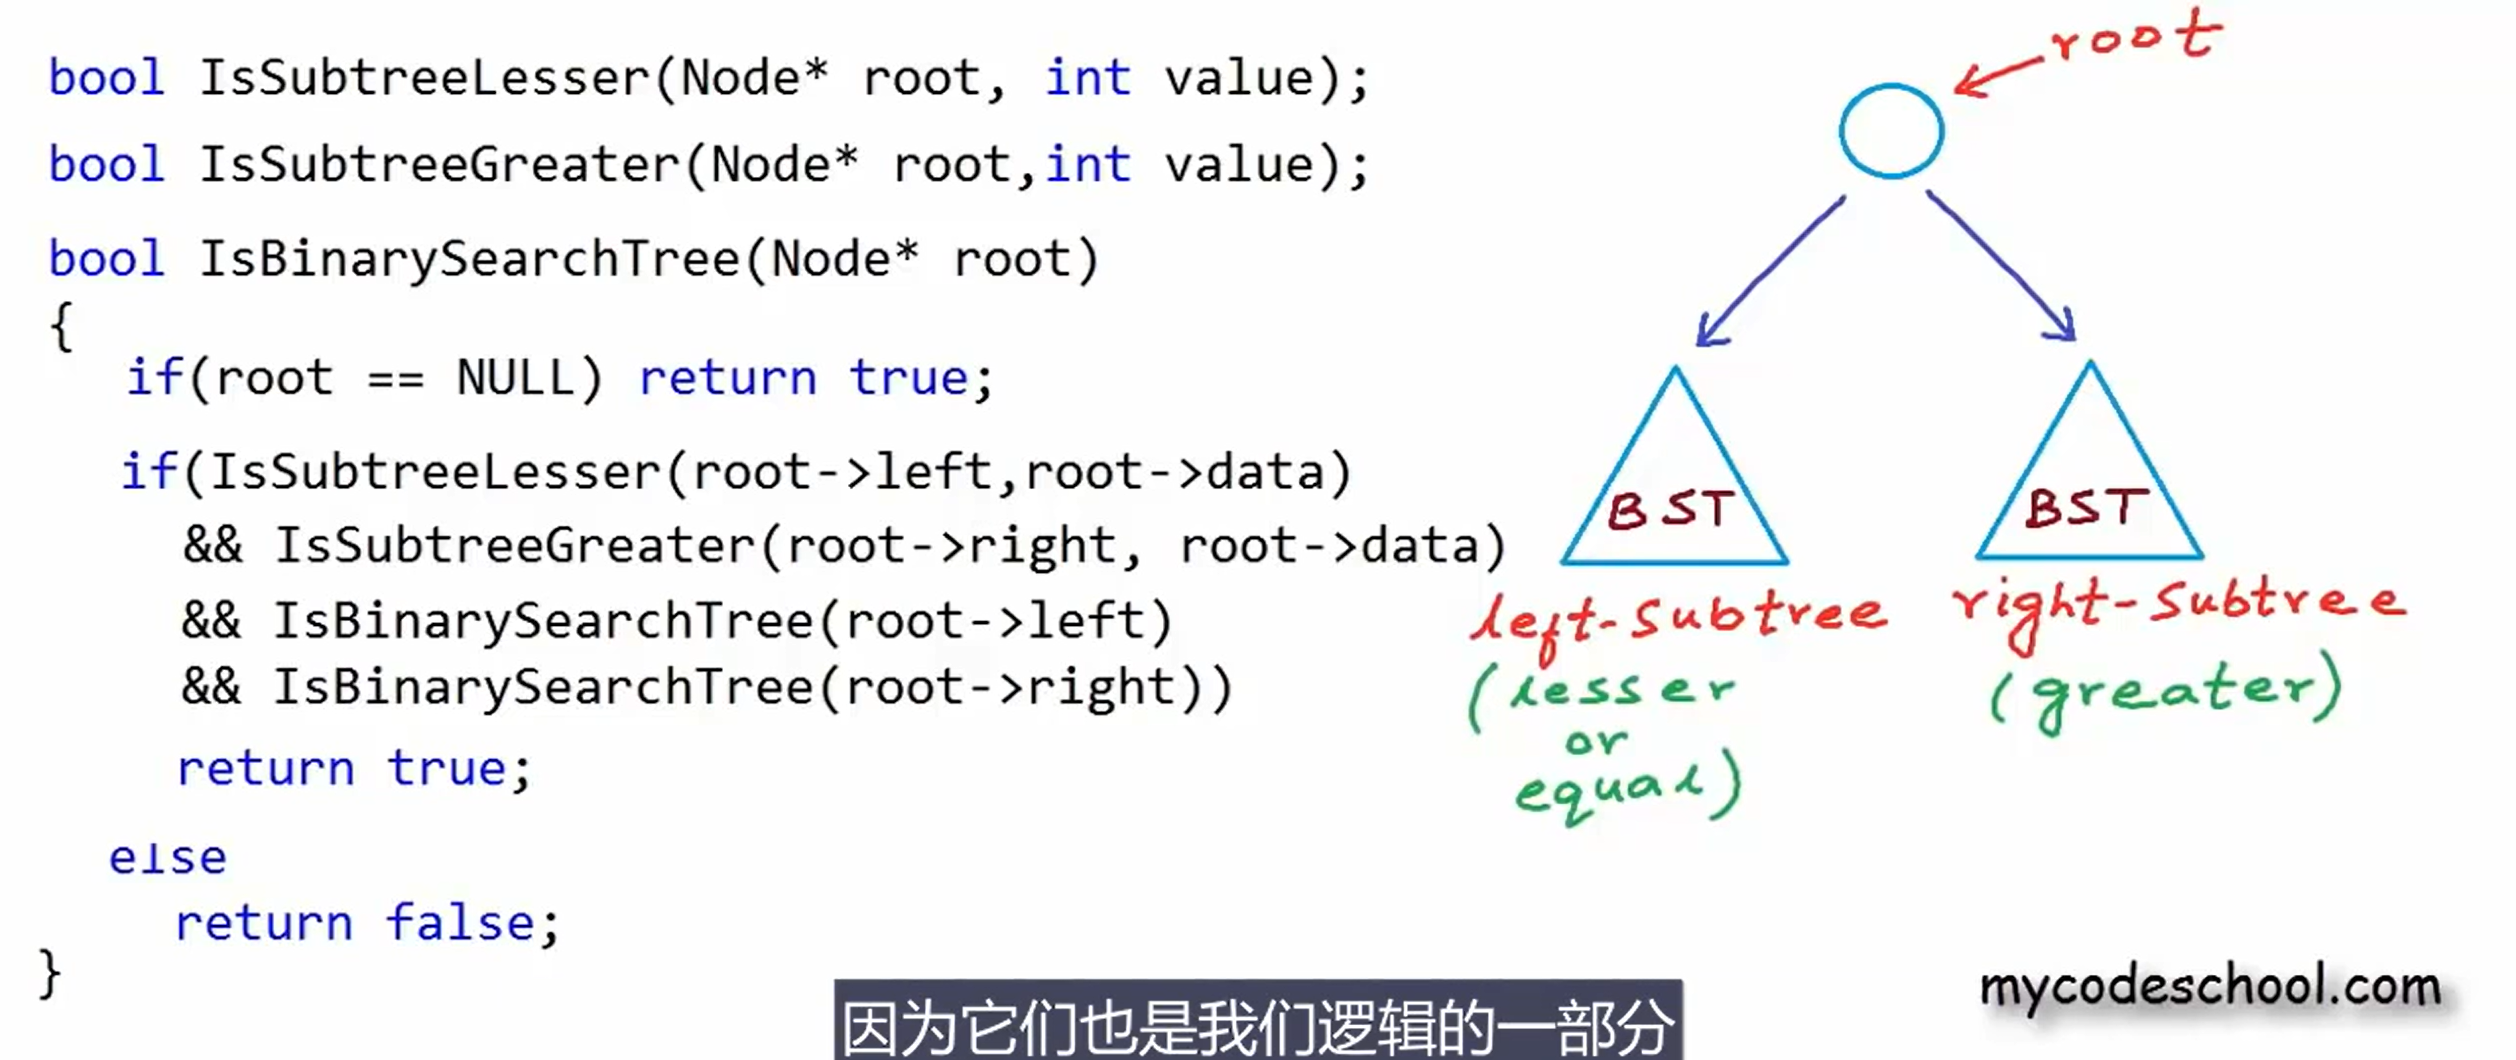 bool IsSubtreeLesser(Node* root, int value);
bool IsSubtreeGreater(Node* root,int value);
bool IsBinarySearchTree(Node* root)
{
if(root == NULL) return true;
if(IsSubtreeLesser(root->left,root->data)
&& IsSubtreeGreater(root->right, root->data)
&& IsBinarySearchTree(root->left)
&& IsBinarySearchTree(root->right))
return true;
else
return false;
}
root
BST
BST
left-subtree
(lesser
or
equal)
right-subtree
(greater)
mycodeschool.com
因为它们也是我们逻辑的一部分